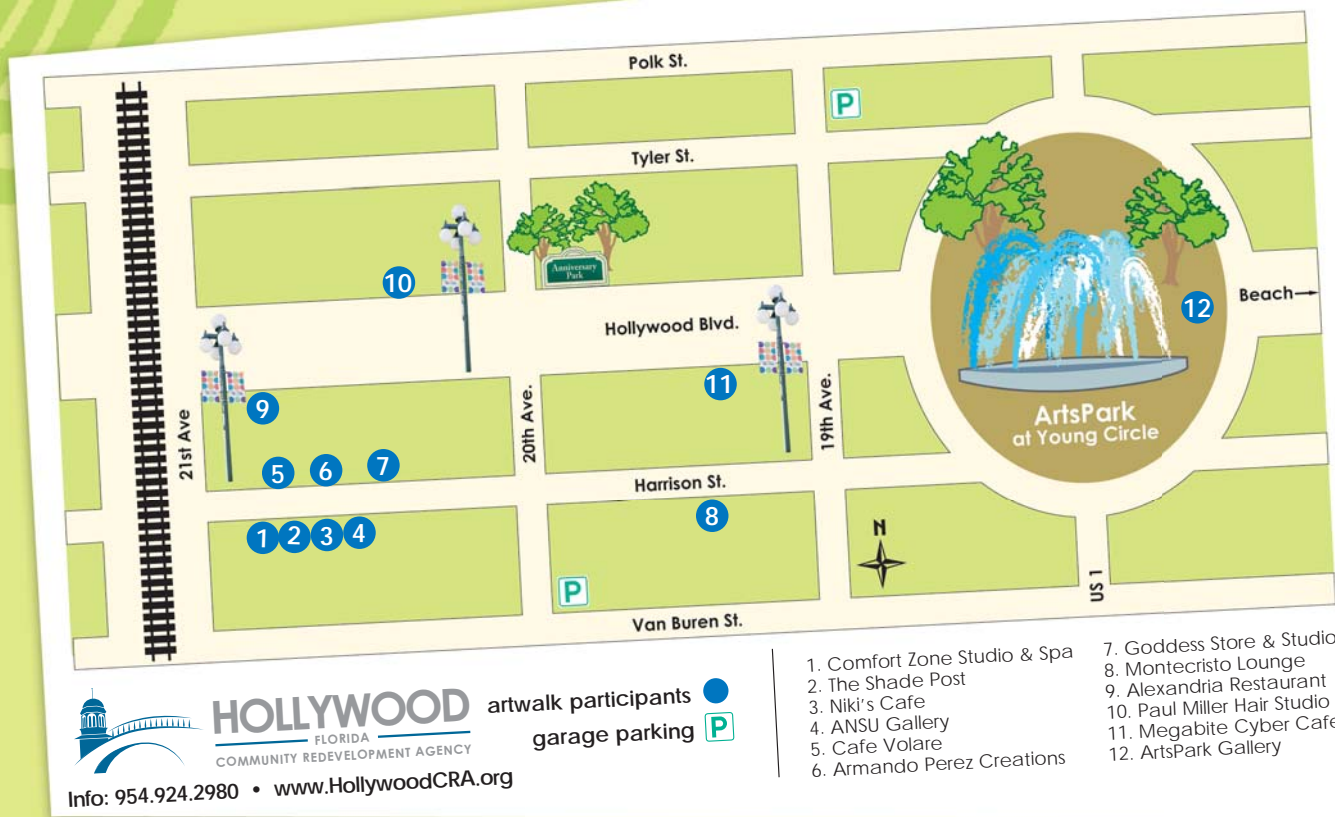 Polk St.
P
Tyler St.
10
Anniversary
Park
12
Beach
Hollywood Blvd.
11
9
21st Ave
20th Ave.
19th Ave.
ArtsPark
at Young Circle
5
6
7
Harrison St.
8
1
2
3
4
N
P
US 1
Van Buren St.
HOLLYWOOD
FLORIDA
COMMUNITY REDEVELOPMENT AGENCY
artwalk participants
garage parking P
Info: 954.924.2980 • www.HollywoodCRA.org
1. Comfort Zone Studio & Spa
2. The Shade Post
3. Niki's Cafe
4. ANSU Gallery
5. Cafe Volare
6. Armando Perez Creations
7. Goddess Store & Studio
8. Montecristo Lounge
9. Alexandria Restaurant
10. Paul Miller Hair Studio
11. Megabite Cyber Cafe
12. ArtsPark Gallery